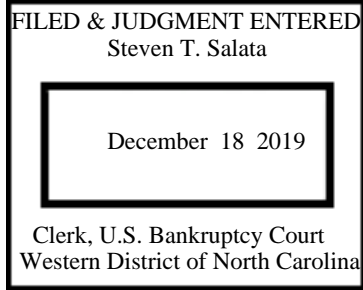 FILED & JUDGMENT ENTERED
Steven T. Salata
December 18 2019
Clerk, U.S. Bankruptcy Court
Western District of North Carolina